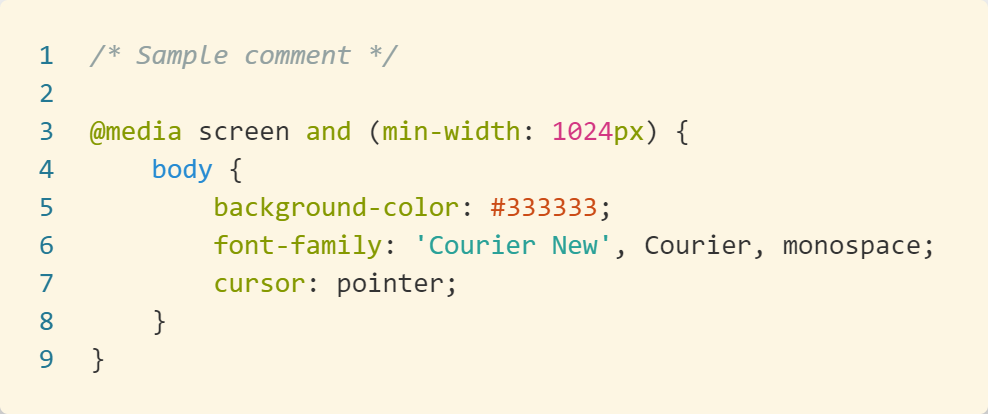 1 /* Sample comment */
2
3 @media screen and (min-width: 1024px) {
4     body {
5         background-color: #333333;
6         font-family: 'Courier New', Courier, monospace;
7         cursor: pointer;
8     }
9 }